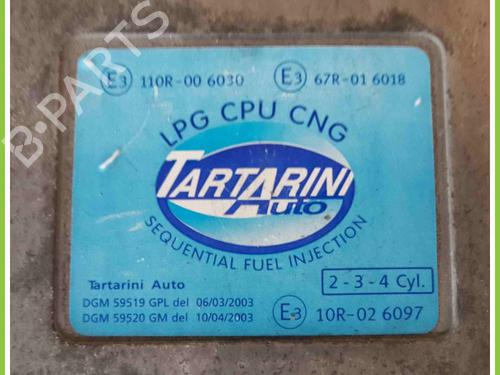 E3 110R-00 6030 E3 67R-01 6018
LPG CPU CNG
TARTARINI
Auto
SEQUENTIAL FUEL INJECTION
Tartarini Auto
2 - 3 - 4 Cyl.
DGM 59519 GPL del 06/03/2003
DGM 59520 GM del 10/04/2003
E3 10R-02 6097
B-PARTS